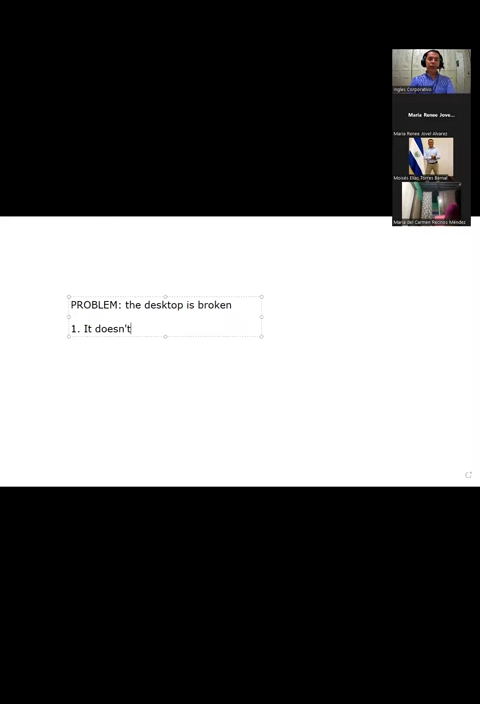 Ingles Corporativo
Maria Renee Jove...
Maria Renee Jovel Alvarez
Moisés Elías Torres Bernal
Maria del Carmen Recinos Méndez
PROBLEM: the desktop is broken
1. It doesn't